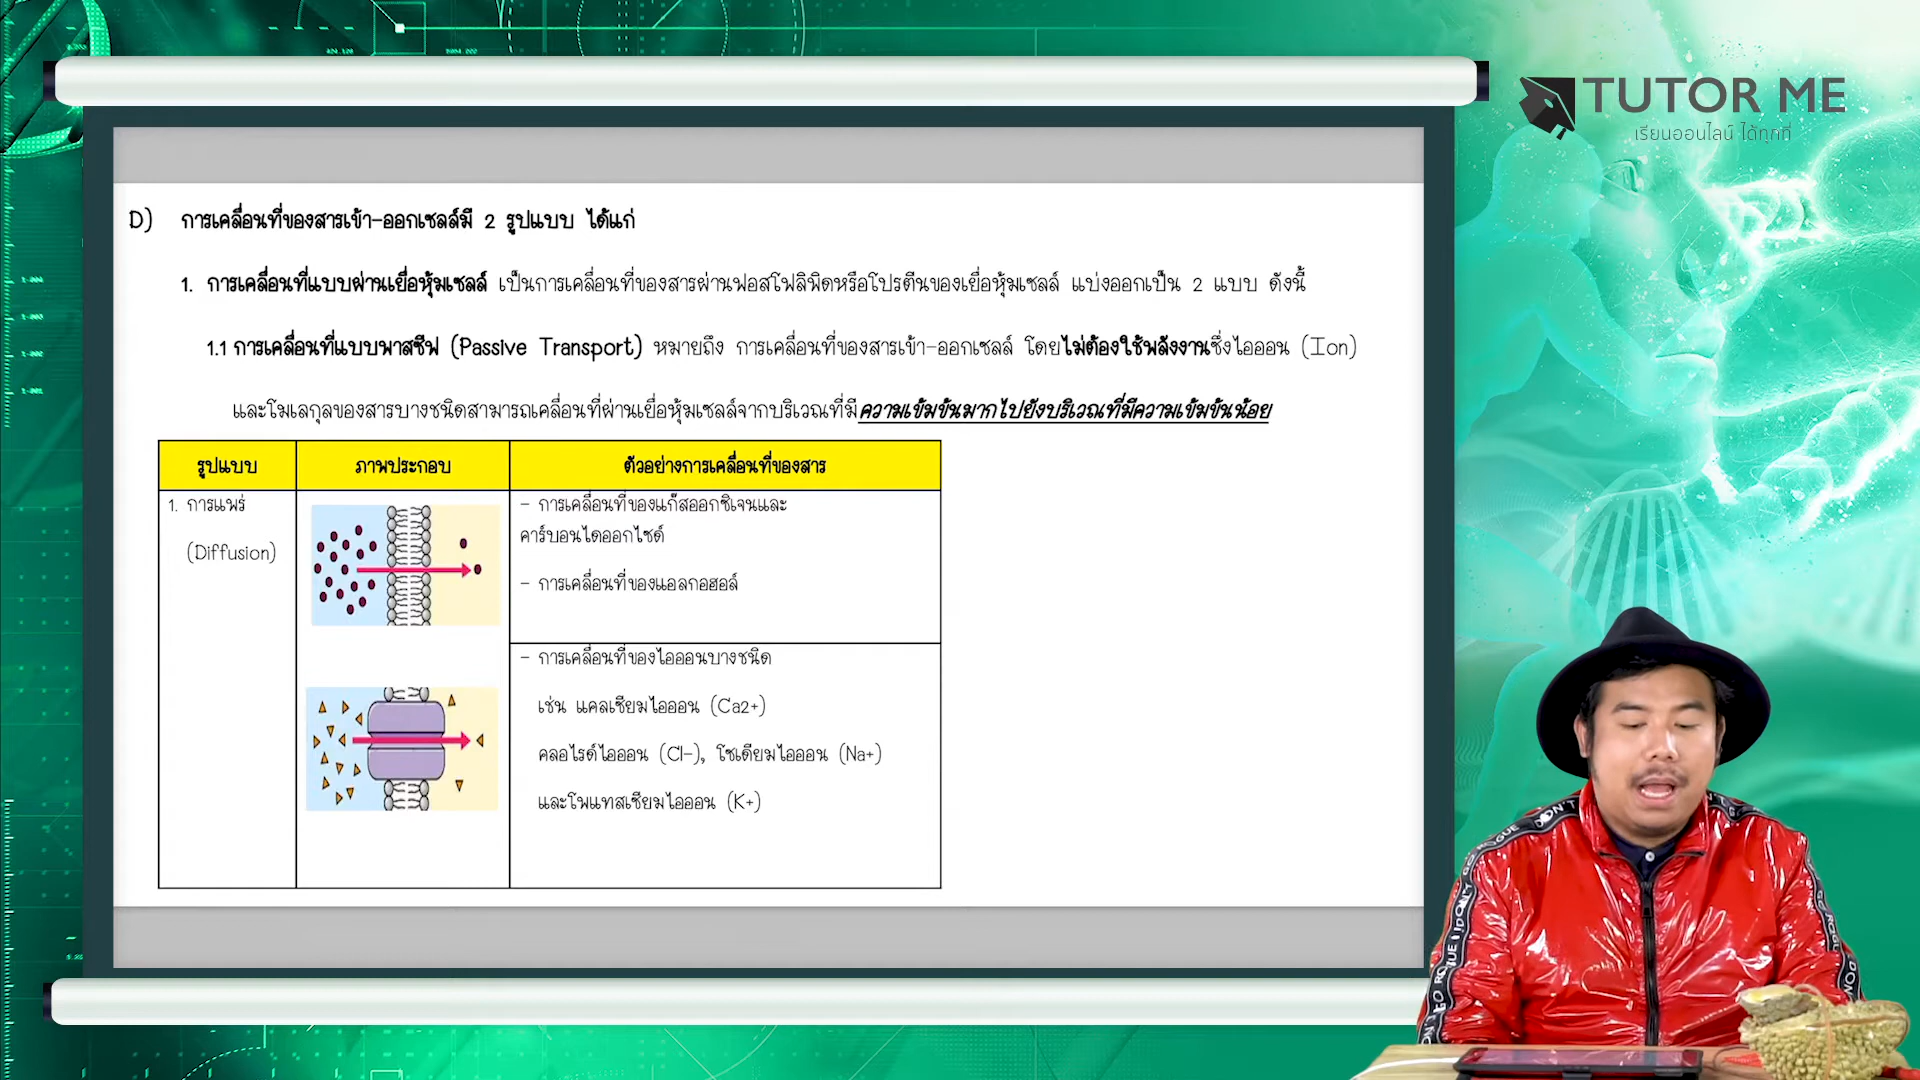 TUTOR ME
เรียนออนไลน์ ได้ทุกที่
D) การเคลื่อนที่ของสารเข้า-ออกเซลล์มี 2 รูปแบบ ได้แก่
1. การเคลื่อนที่แบบผ่านเยื่อหุ้มเซลล์ เป็นการเคลื่อนที่ของสารผ่านฟอสโฟลิพิดหรือโปรตีนของเยื่อหุ้มเซลล์ แบ่งออกเป็น 2 แบบ ดังนี้
1.1 การเคลื่อนที่แบบพาสซีฟ (Passive Transport) หมายถึง การเคลื่อนที่ของสารเข้า-ออกเซลล์ โดยไม่ต้องใช้พลังงานซึ่งไอออน (Ion)
และโมเลกุลของสารบางชนิดสามารถเคลื่อนที่ผ่านเยื่อหุ้มเซลล์จากบริเวณที่มีความเข้มข้นมากไปยังบริเวณที่มีความเข้มข้นน้อย
รูปแบบ ภาพประกอบ ตัวอย่างการเคลื่อนที่ของสาร
1. การแพร่
(Diffusion)
- การเคลื่อนที่ของแก๊สออกซิเจนและ
คาร์บอนไดออกไซด์
- การเคลื่อนที่ของแอลกอฮอล์
- การเคลื่อนที่ของไอออนบางชนิด
เช่น แคลเซียมไอออน (Ca2+)
คลอไรด์ไอออน (Cl-), โซเดียมไอออน (Na+)
และโพแทสเซียมไอออน (K+)